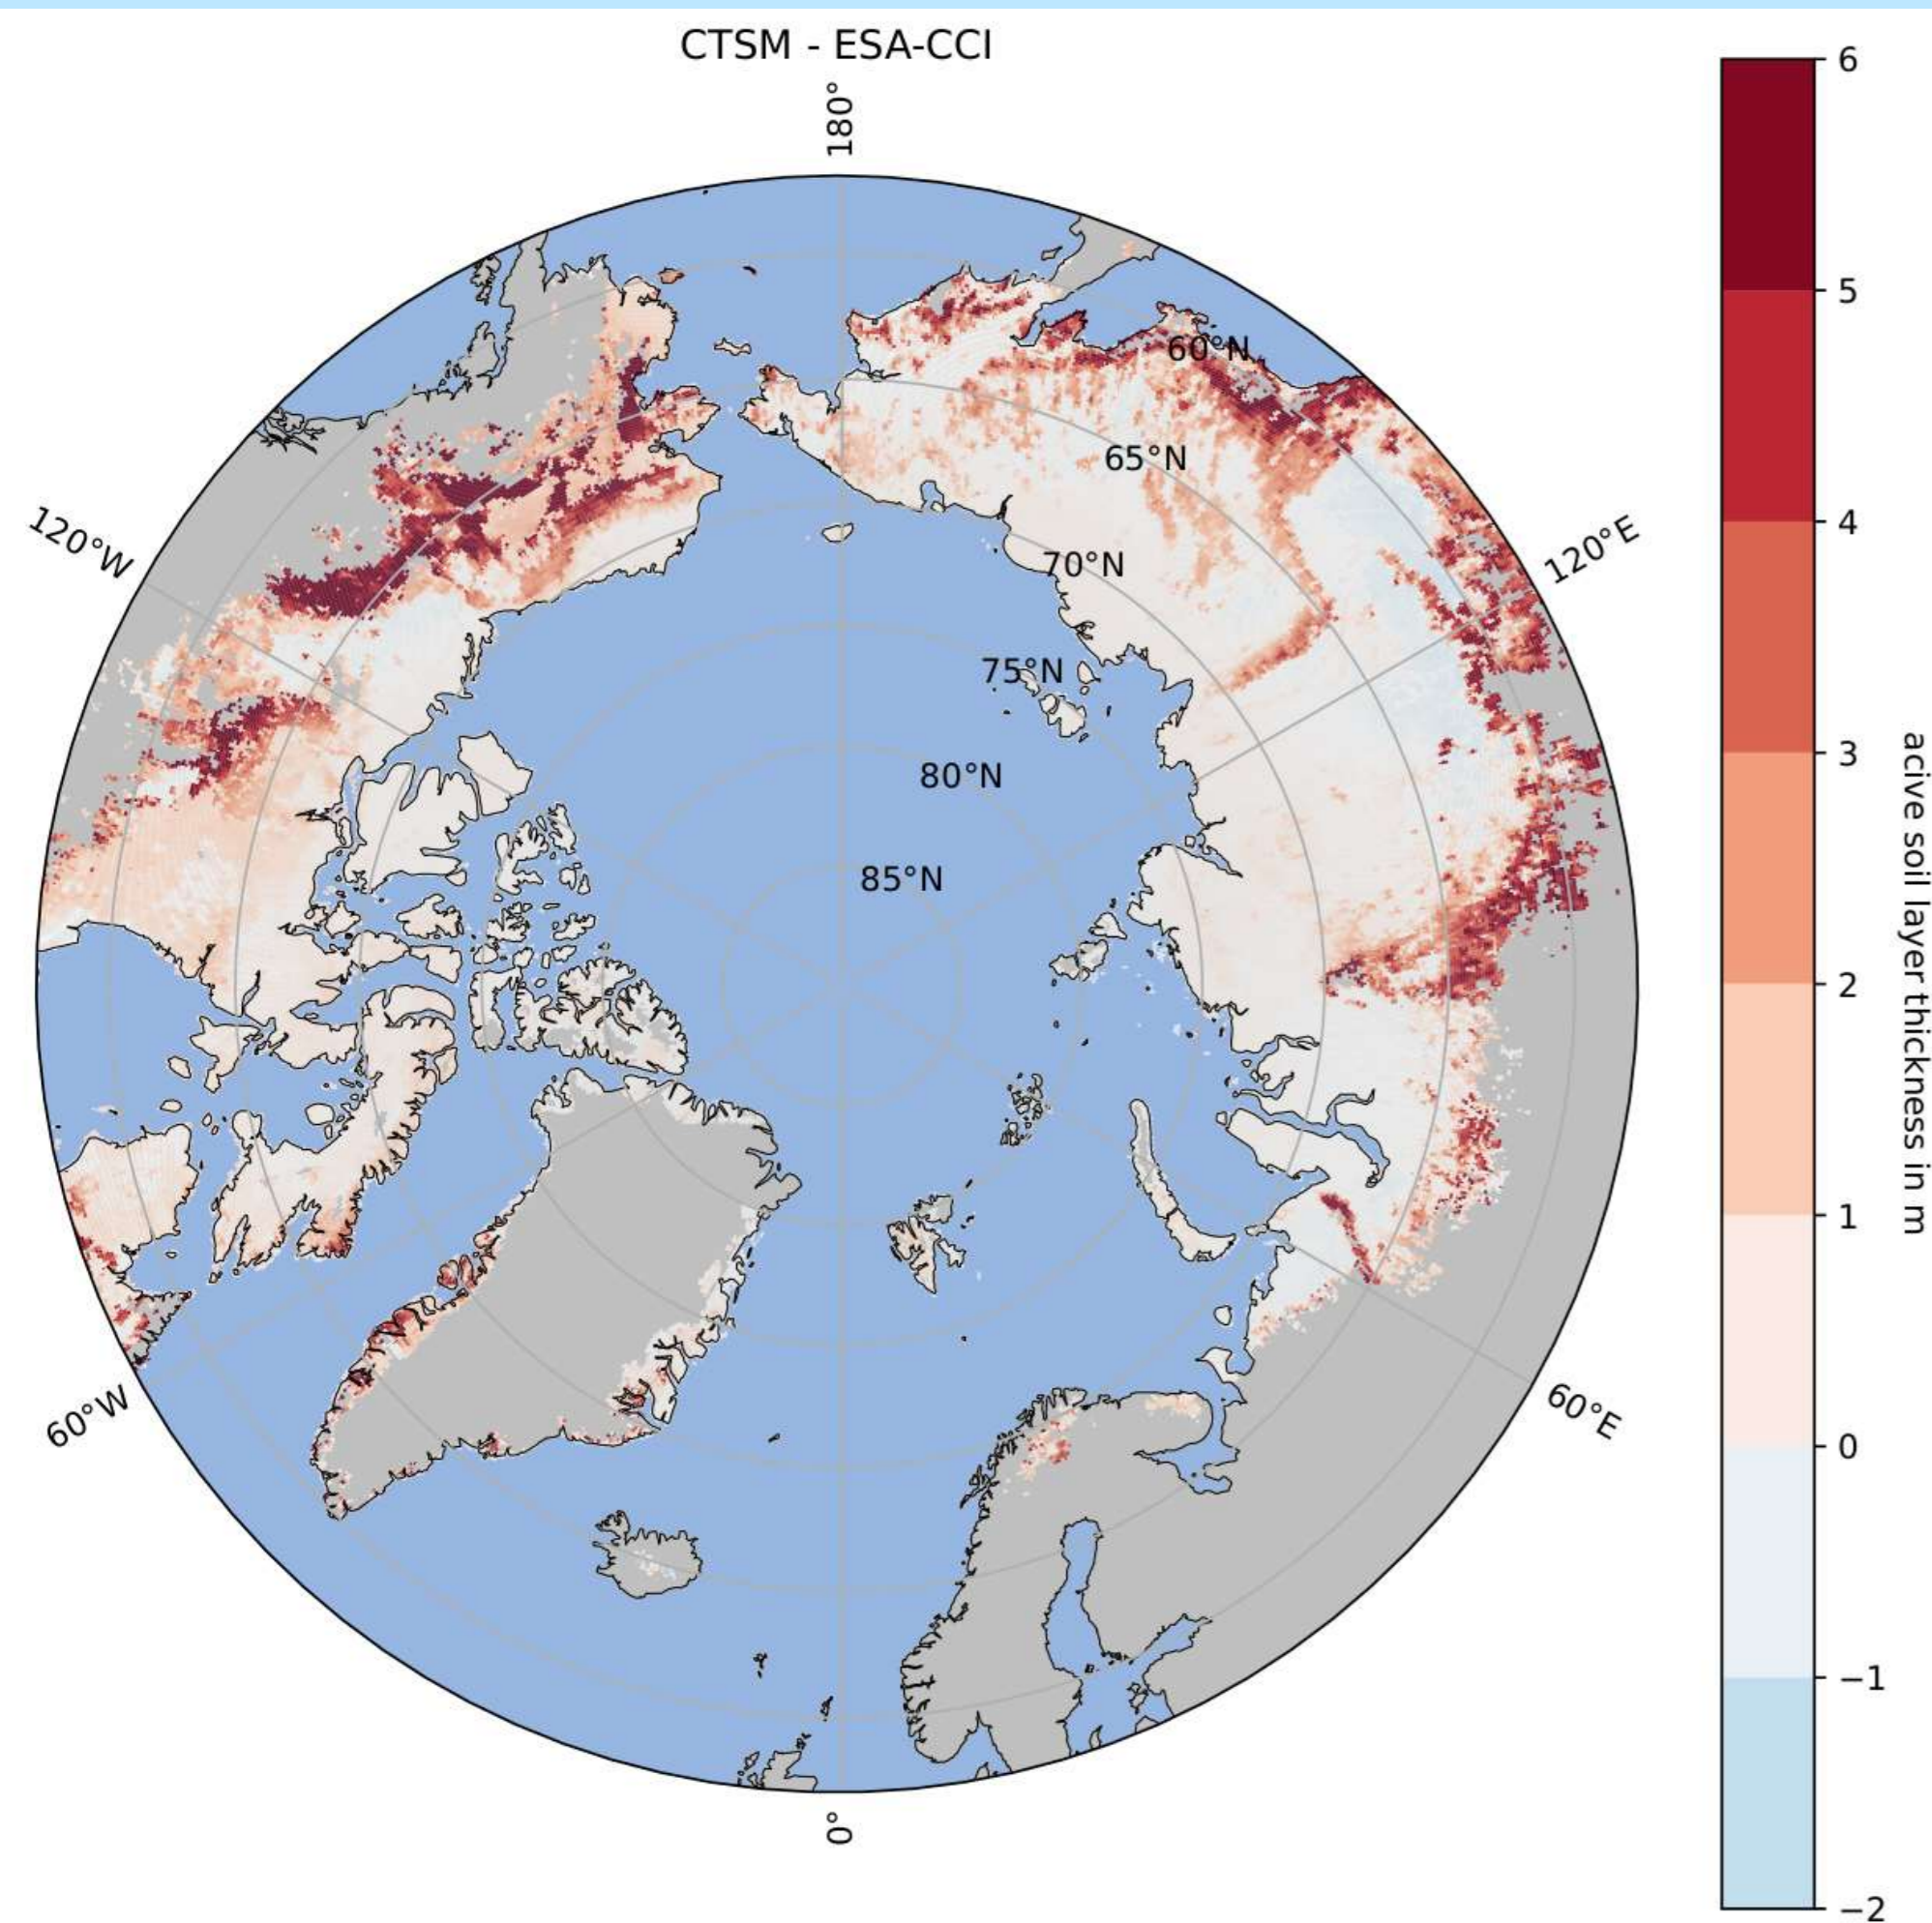 CTSM - ESA-CCI
180°
120°W
120°E
60°W
60°E
0°
60°N
65°N
70°N
75°N
80°N
85°N
6
5
4
3
2
1
0
−1
−2
acive soil layer thickness in m